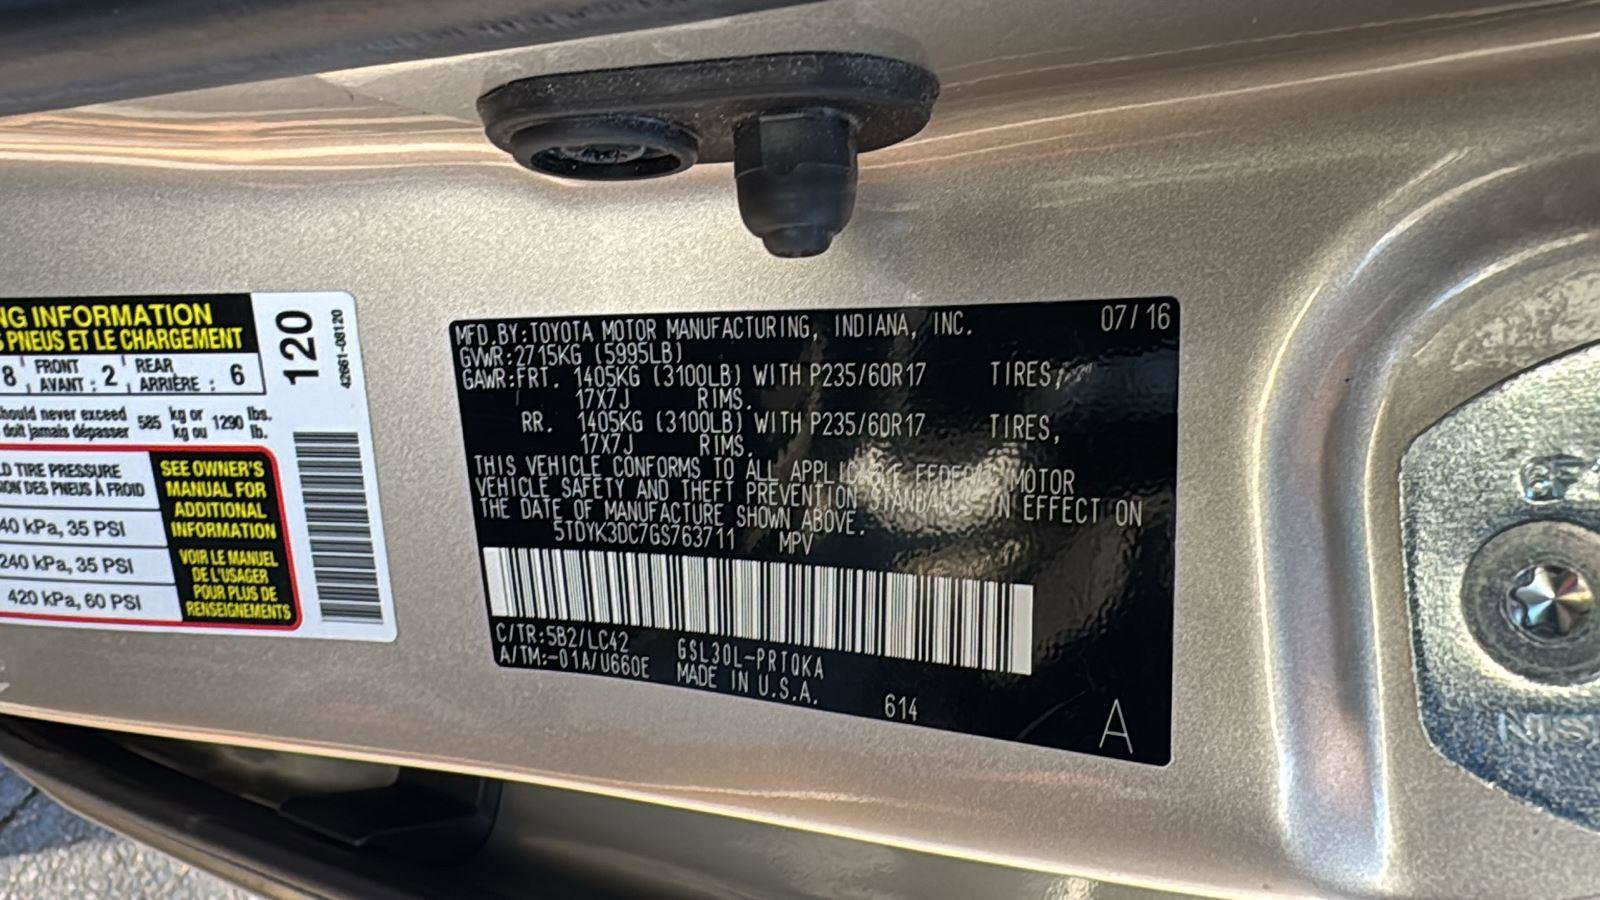 NG INFORMATION
S PNEUS ET LE CHARGEMENT
8 FRONT AVANT : 2 REAR ARRIÈRE : 6
120
42661-08120
should never exceed 585 kg or 1290 lbs.
doit jamais dépasser kg ou lb.
D TIRE PRESSURE
ION DES PNEUS À FROID
40 kPa, 35 PSI
240 kPa, 35 PSI
420 kPa, 60 PSI
SEE OWNER'S
MANUAL FOR
ADDITIONAL
INFORMATION
VOIR LE MANUEL
DE L'USAGER
POUR PLUS DE
RENSEIGNEMENTS
MFD.BY:TOYOTA MOTOR MANUFACTURING, INDIANA, INC. 07/16
GVWR:2715KG (5995LB)
GAWR:FRT. 1405KG (3100LB) WITH P235/60R17 TIRES,
17X7J RIMS.
RR. 1405KG (3100LB) WITH P235/60R17 TIRES,
17X7J RIMS.
THIS VEHICLE CONFORMS TO ALL APPLICABLE FEDERAL MOTOR
VEHICLE SAFETY AND THEFT PREVENTION STANDARDS IN EFFECT ON
THE DATE OF MANUFACTURE SHOWN ABOVE.
5TDYK3DC7GS763711 MPV
C/TR:5B2/LC42 GSL30L-PRTQKA
A/TM:-01A/U660E MADE IN U.S.A.
614
A